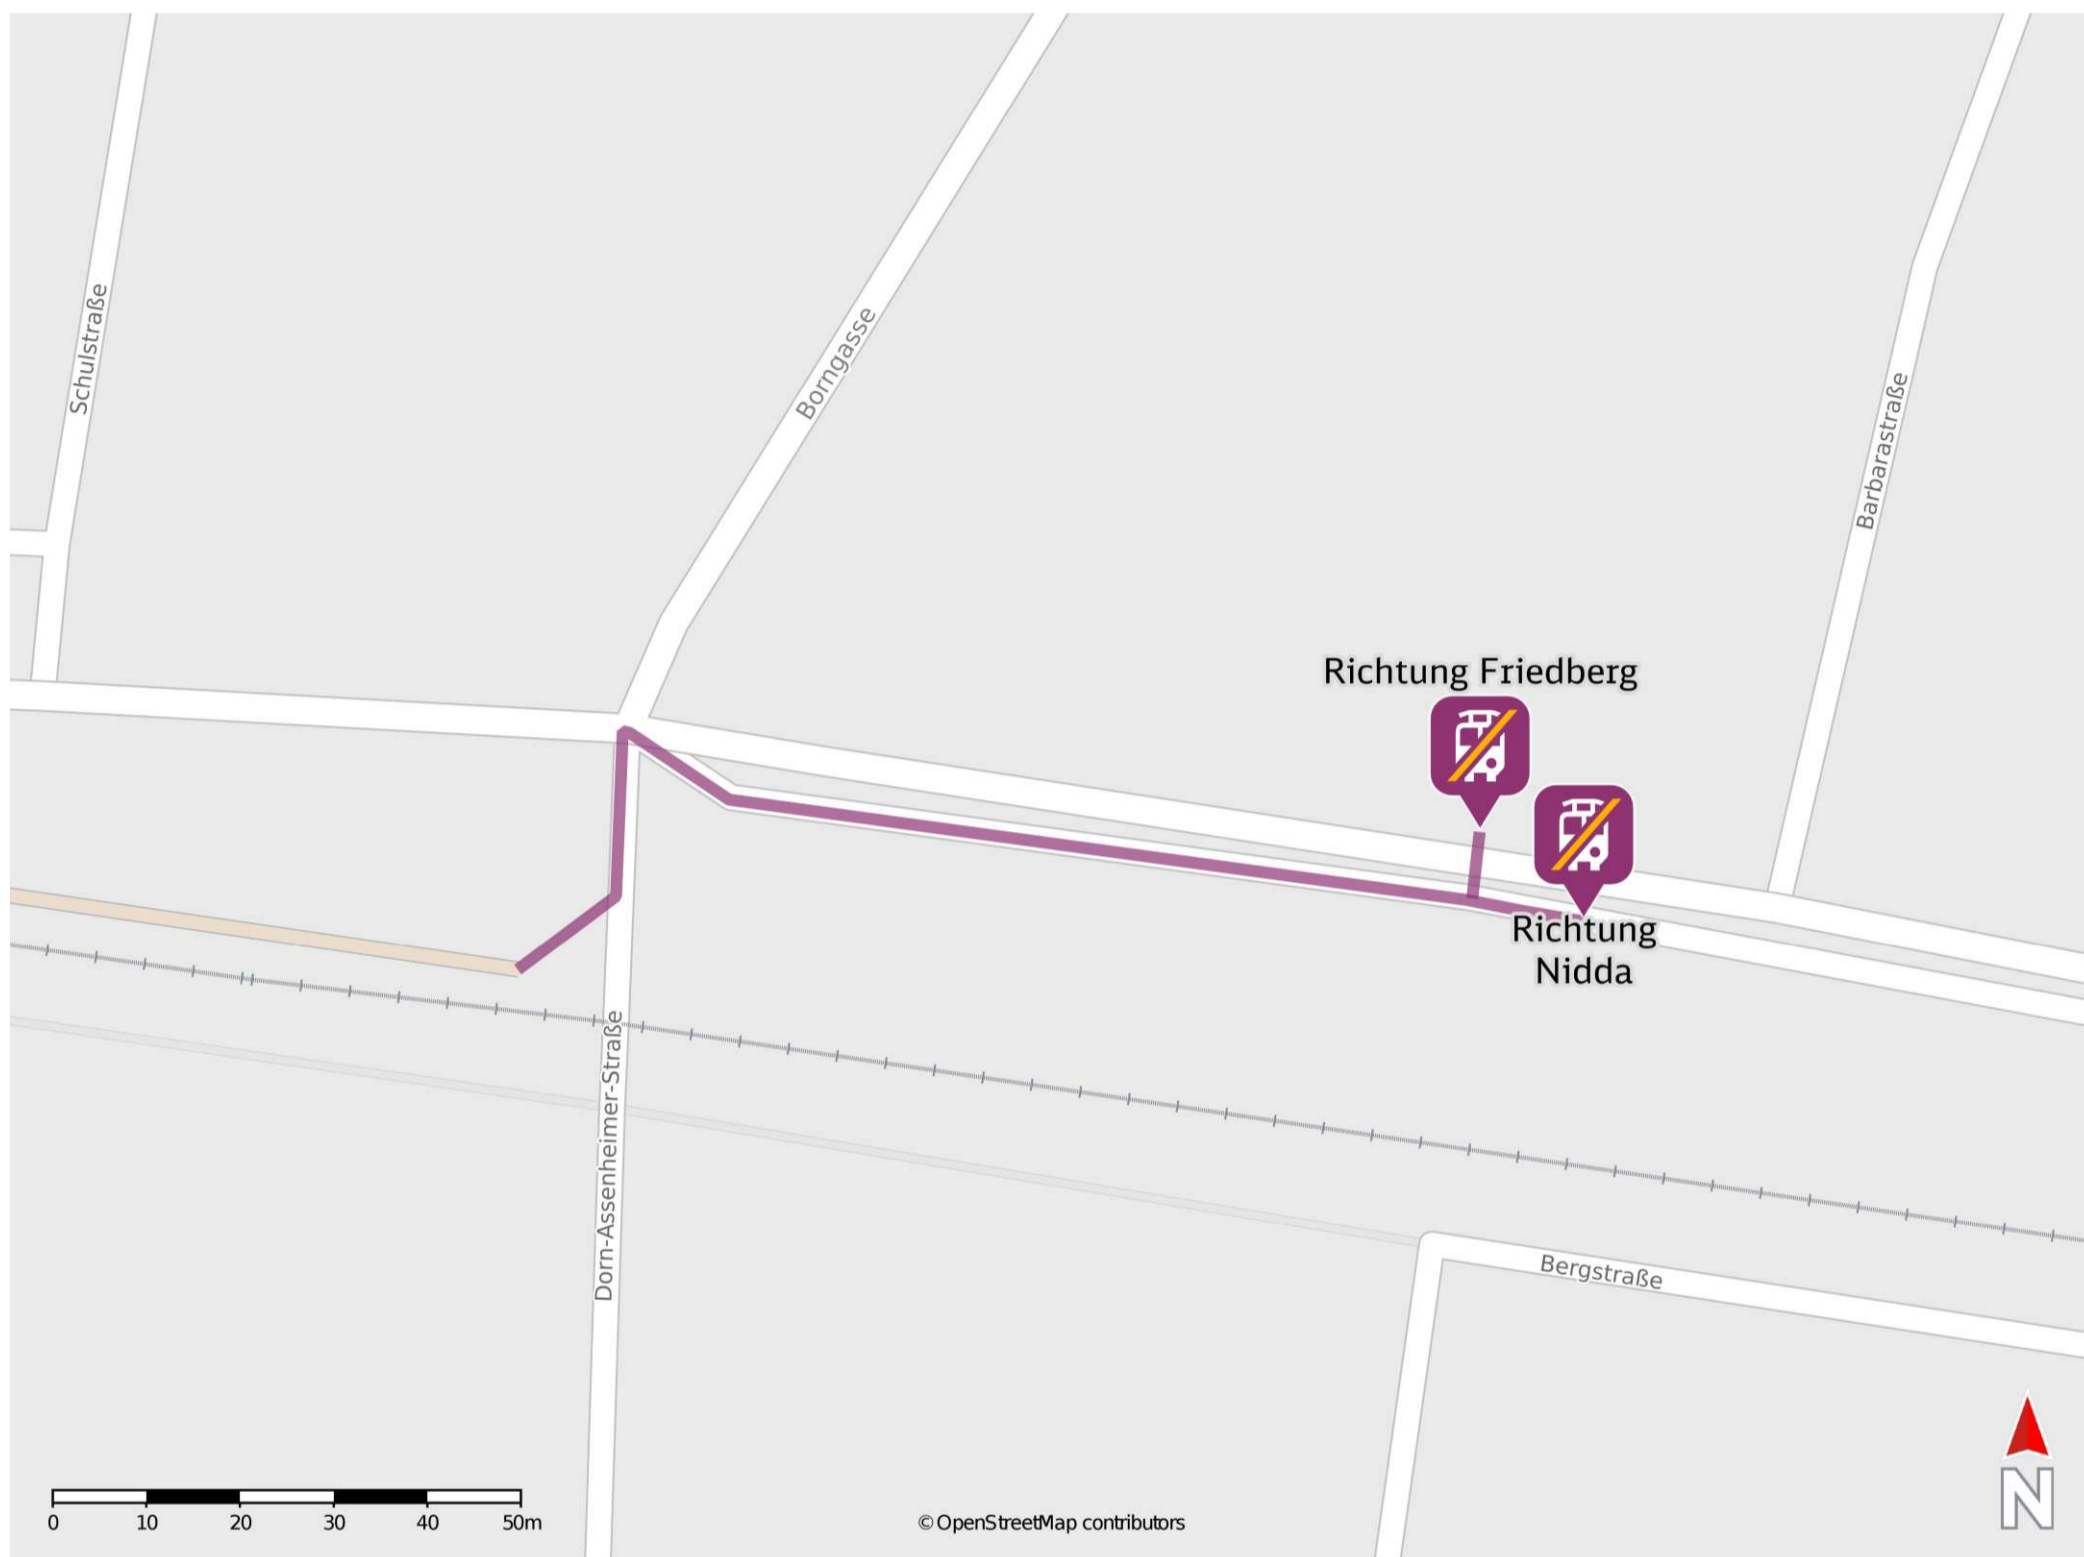 Schulstraße
Borngasse
Barbarastraße
Richtung Friedberg
Richtung
Nidda
Dorn-Assenheimer-Straße
Bergstraße
N
0 10 20 30 40 50m
© OpenStreetMap contributors